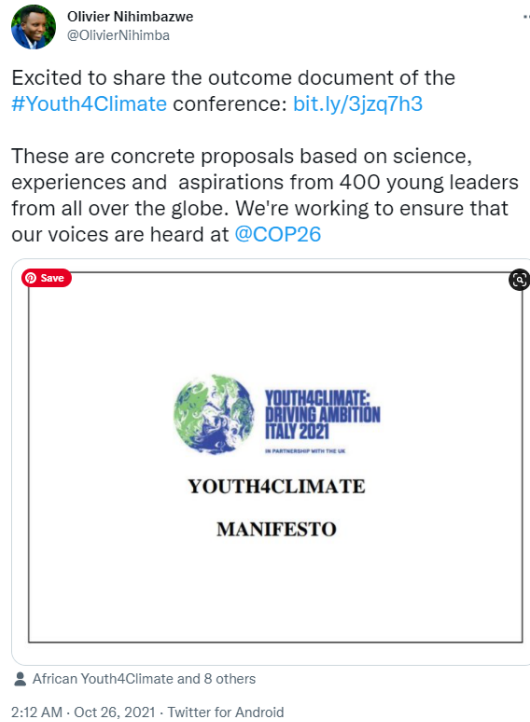 Olivier Nihimbazwe
@OlivierNihimba
Excited to share the outcome document of the
#Youth4Climate conference: bit.ly/3jzq7h3
These are concrete proposals based on science,
experiences and  aspirations from 400 young leaders
from all over the globe. We're working to ensure that
our voices are heard at @COP26
Save
YOUTH4CLIMATE:
DRIVING AMBITION
ITALY 2021
IN PARTNERSHIP WITH THE UK
YOUTH4CLIMATE
MANIFESTO
African Youth4Climate and 8 others
2:12 AM · Oct 26, 2021 · Twitter for Android